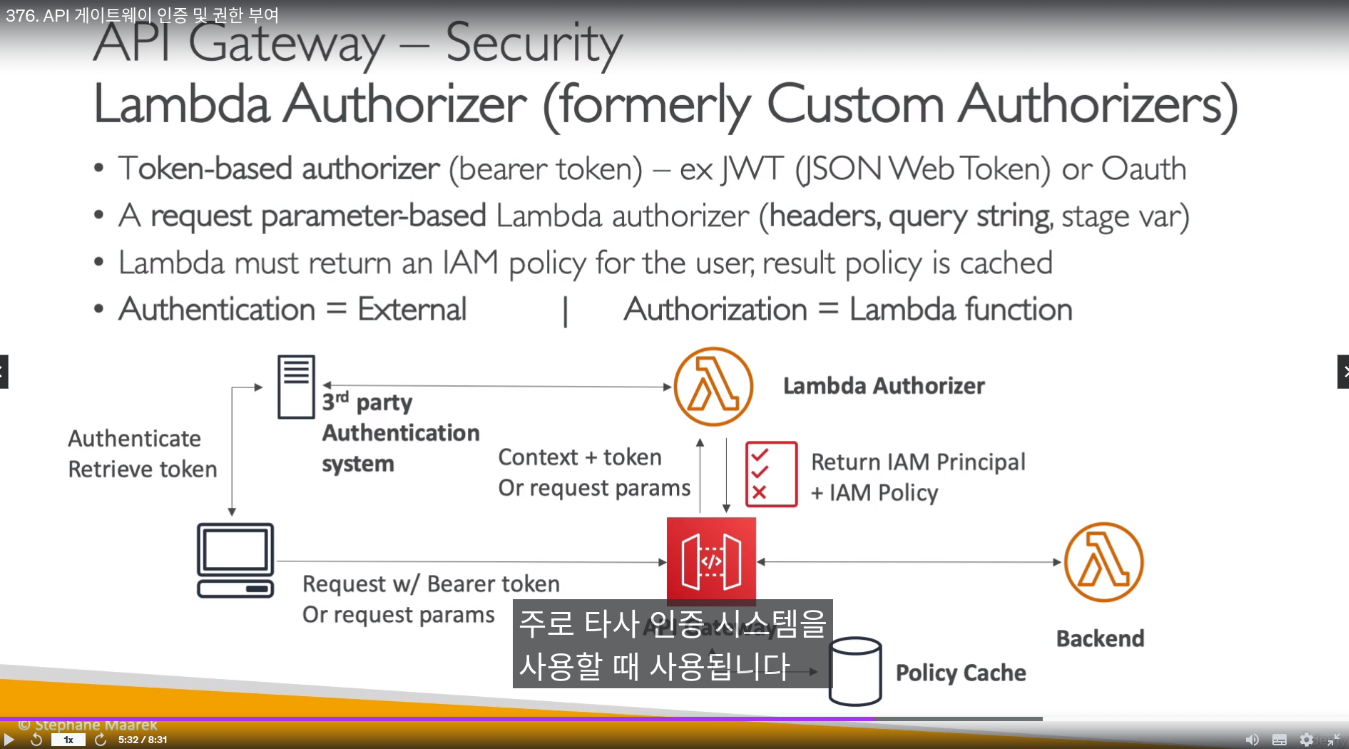 376. API 게이트웨이 인증 및 권한 부여
API Gateway – Security
Lambda Authorizer (formerly Custom Authorizers)
• Token-based authorizer (bearer token) – ex JWT (JSON Web Token) or Oauth
• A request parameter-based Lambda authorizer (headers, query string, stage var)
• Lambda must return an IAM policy for the user, result policy is cached
• Authentication = External | Authorization = Lambda function
Lambda Authorizer
3rd party
Authentication
system
Authenticate
Retrieve token
Context + token
Or request params
Return IAM Principal
+ IAM Policy
Request w/ Bearer token
Or request params
API Gateway
주로 타사 인증 시스템을
사용할 때 사용됩니다
Backend
Policy Cache
© Stephane Maarek
1x
5:32 / 8:31